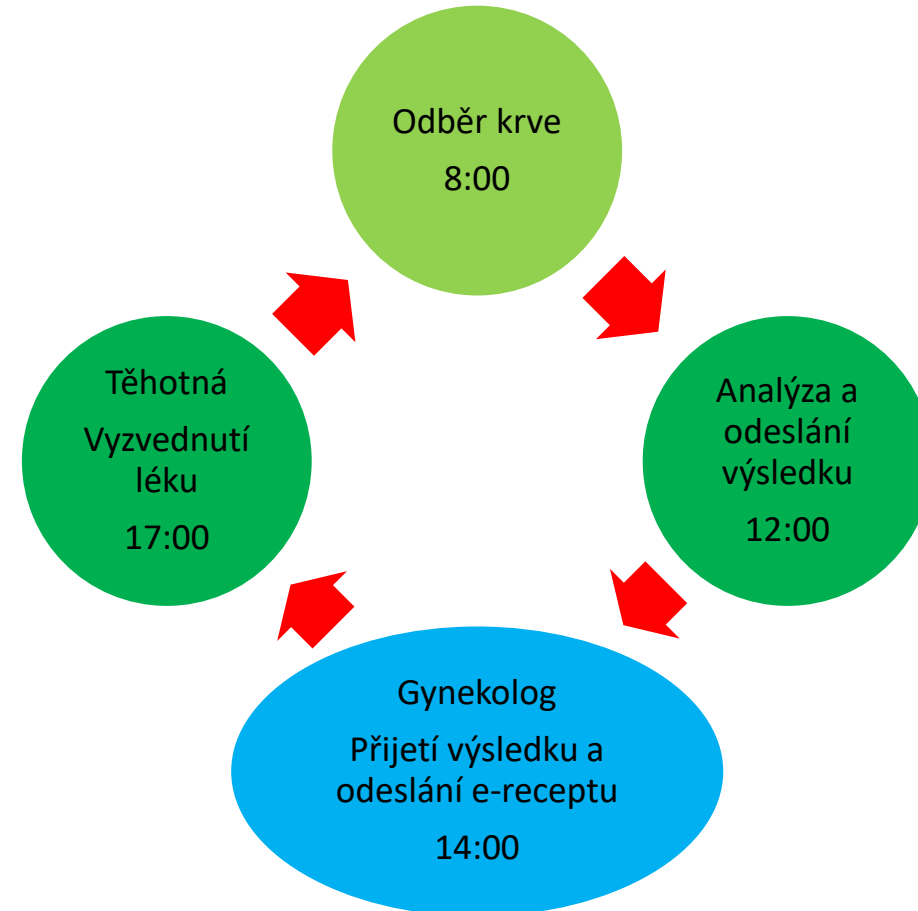 Odběr krve
8:00
Analýza a
odeslání
výsledku
12:00
Gynekolog
Přijetí výsledku a
odeslání e-receptu
14:00
Těhotná
Vyzvednutí
léku
17:00